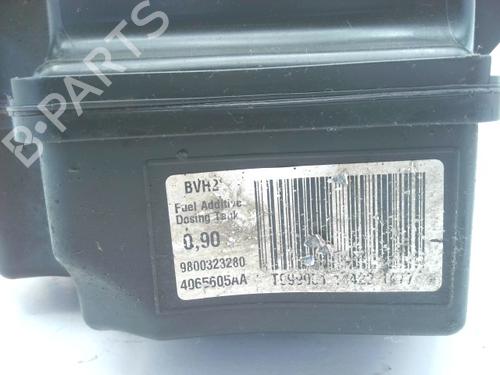 B-PARTS
BVH2
Fuel Additive
Dosing Tank
0,90
9800323280
4065605AA